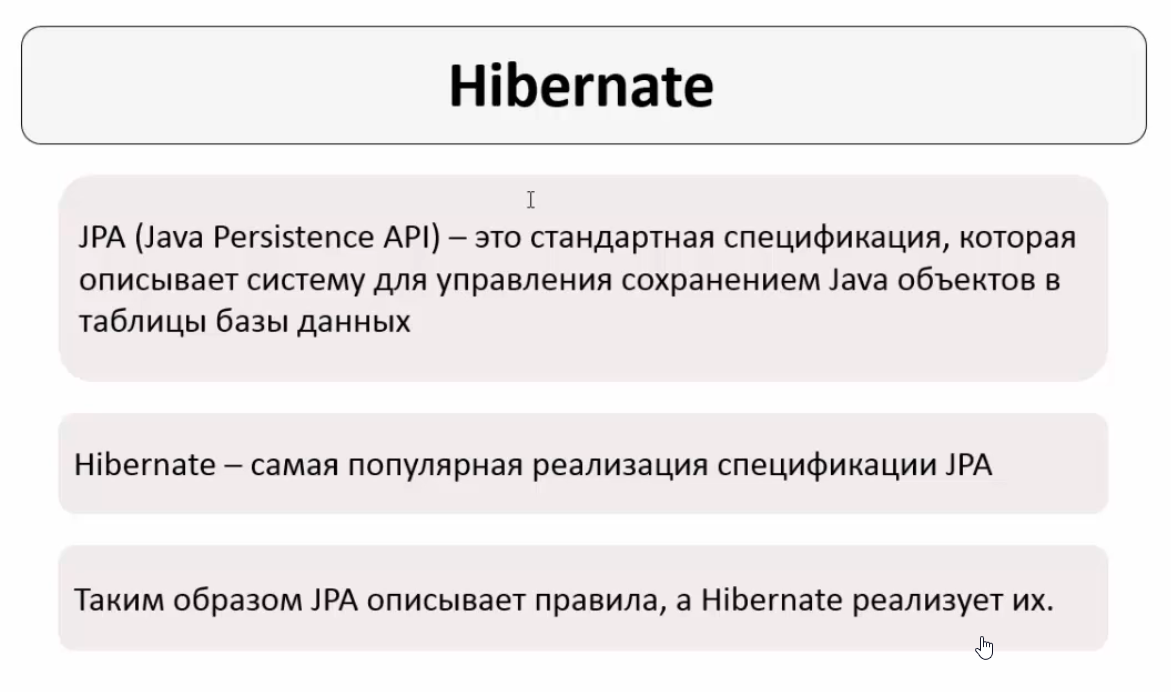 Hibernate
JPA (Java Persistence API) – это стандартная спецификация, которая
описывает систему для управления сохранением Java объектов в
таблицы базы данных
Hibernate – самая популярная реализация спецификации JPA
Таким образом JPA описывает правила, а Hibernate реализует их.